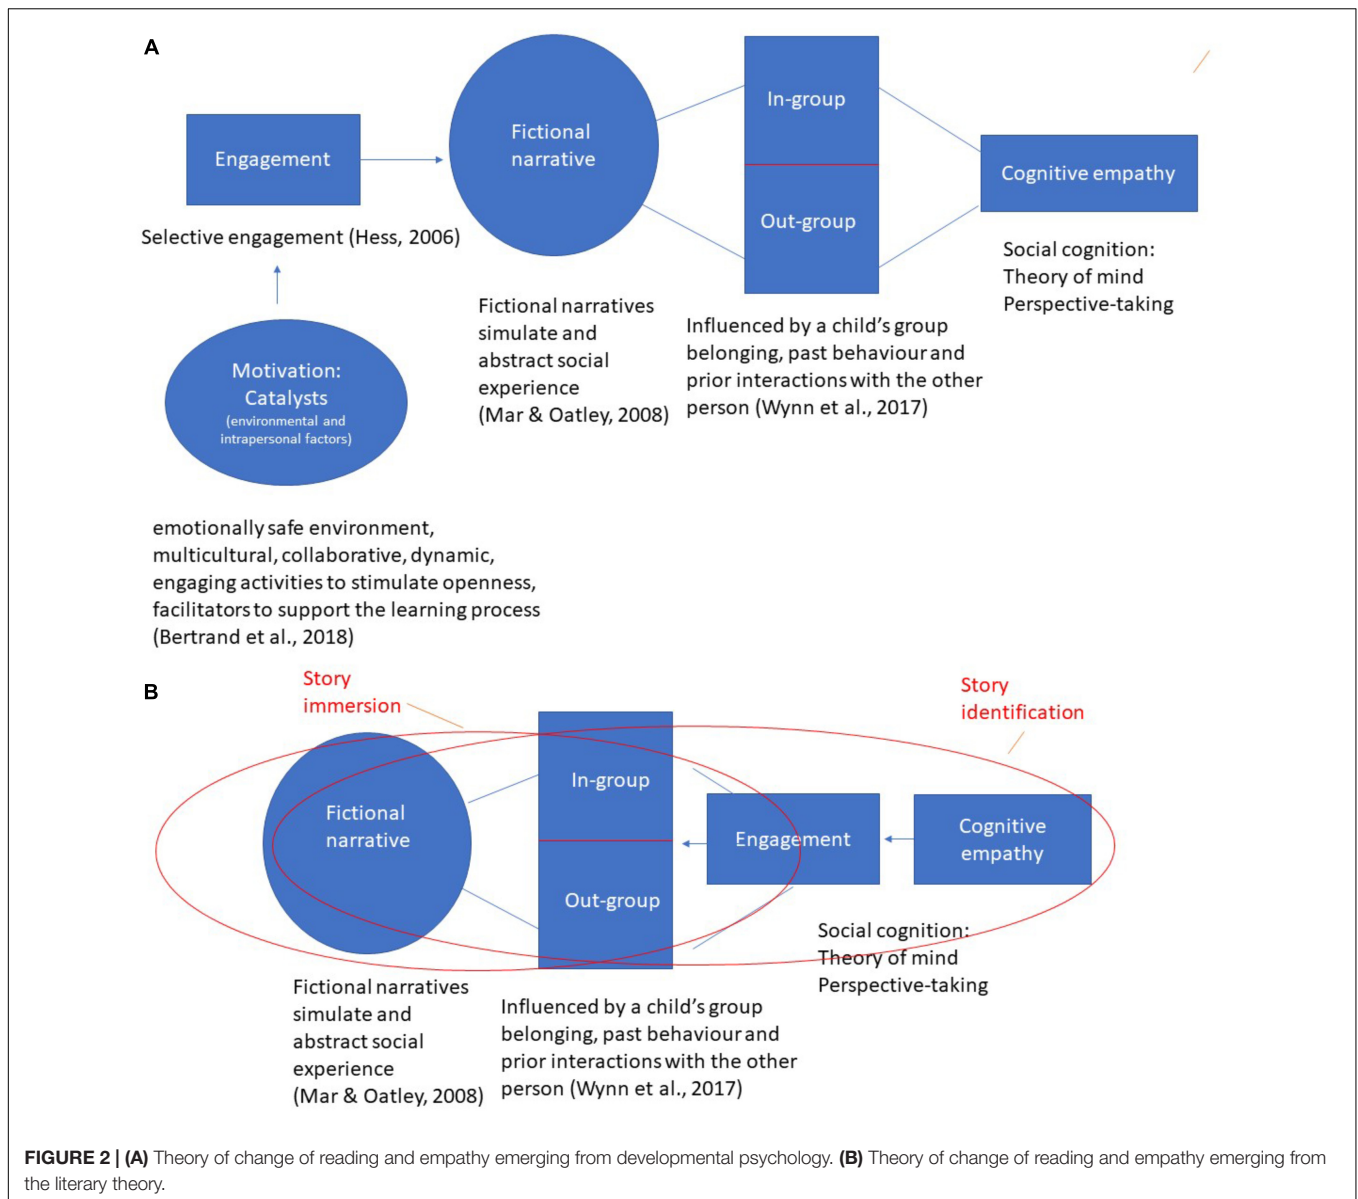 A
Engagement
Selective engagement (Hess, 2006)
Motivation:
Catalysts
(environmental and
intrapersonal factors)
emotionally safe environment,
multicultural, collaborative, dynamic,
engaging activities to stimulate openness,
facilitators to support the learning process
(Bertrand et al., 2018)
Fictional
narrative
Fictional narratives
simulate and
abstract social
experience
(Mar & Oatley, 2008)
In-group
Out-group
Influenced by a child’s group
belonging, past behaviour and
prior interactions with the other
person (Wynn et al., 2017)
Cognitive empathy
Social cognition:
Theory of mind
Perspective-taking
B
Story
immersion
Story
identification
Fictional
narrative
Fictional narratives
simulate and
abstract social
experience
(Mar & Oatley, 2008)
In-group
Out-group
Influenced by a child’s group
belonging, past behaviour and
prior interactions with the other
person (Wynn et al., 2017)
Engagement
Cognitive
empathy
Social cognition:
Theory of mind
Perspective-taking
FIGURE 2 | (A) Theory of change of reading and empathy emerging from developmental psychology. (B) Theory of change of reading and empathy emerging from
the literary theory.